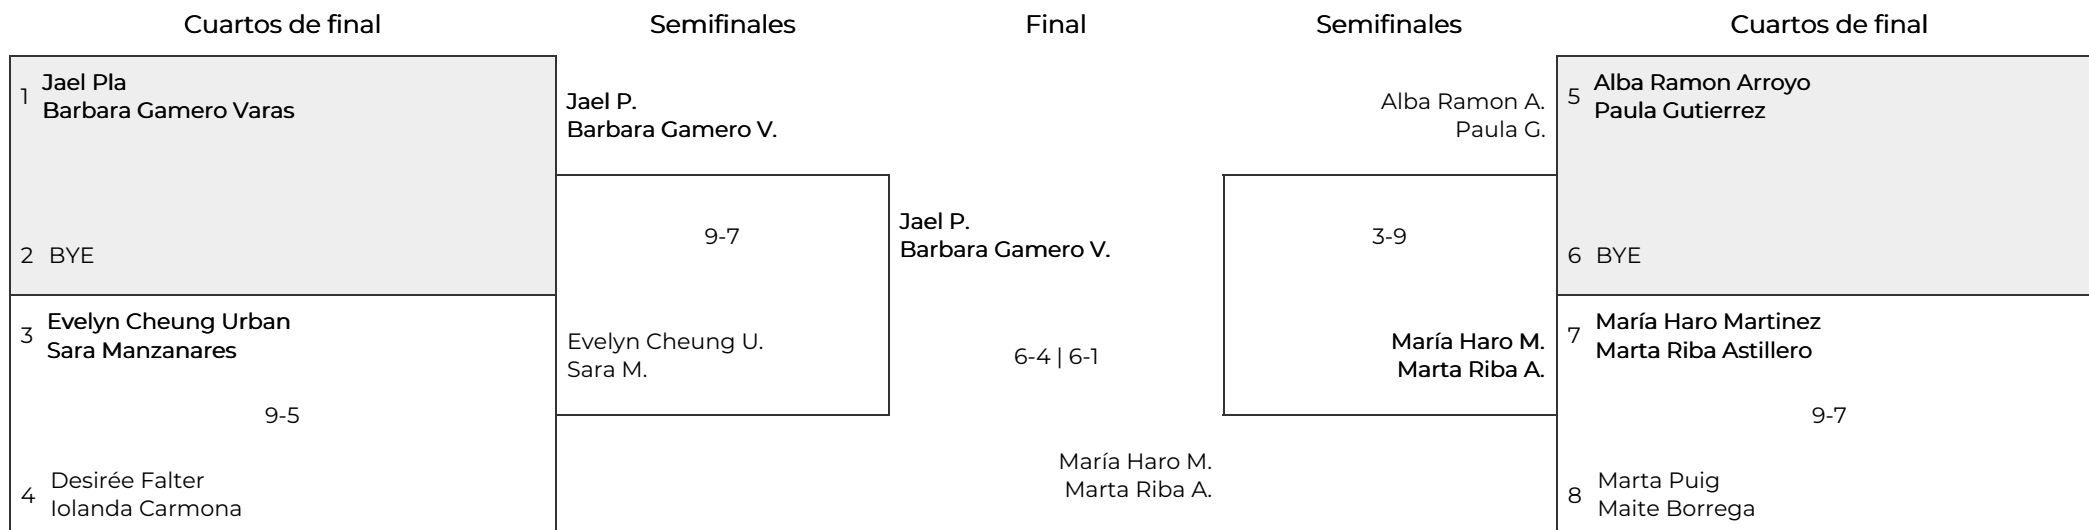 Cuartos de final
Semifinales
Final
Semifinales
Cuartos de final
1
Jael Pla
Barbara Gamero Varas
2 BYE
3
Evelyn Cheung Urban
Sara Manzanares
9-5
4
Desirée Falter
Iolanda Carmona
Jael P.
Barbara Gamero V.
9-7
Evelyn Cheung U.
Sara M.
Jael P.
Barbara Gamero V.
6-4 | 6-1
María Haro M.
Marta Riba A.
Alba Ramon A.
Paula G.
3-9
María Haro M.
Marta Riba A.
5
Alba Ramon Arroyo
Paula Gutierrez
6 BYE
7
María Haro Martinez
Marta Riba Astillero
9-7
8
Marta Puig
Maite Borrega